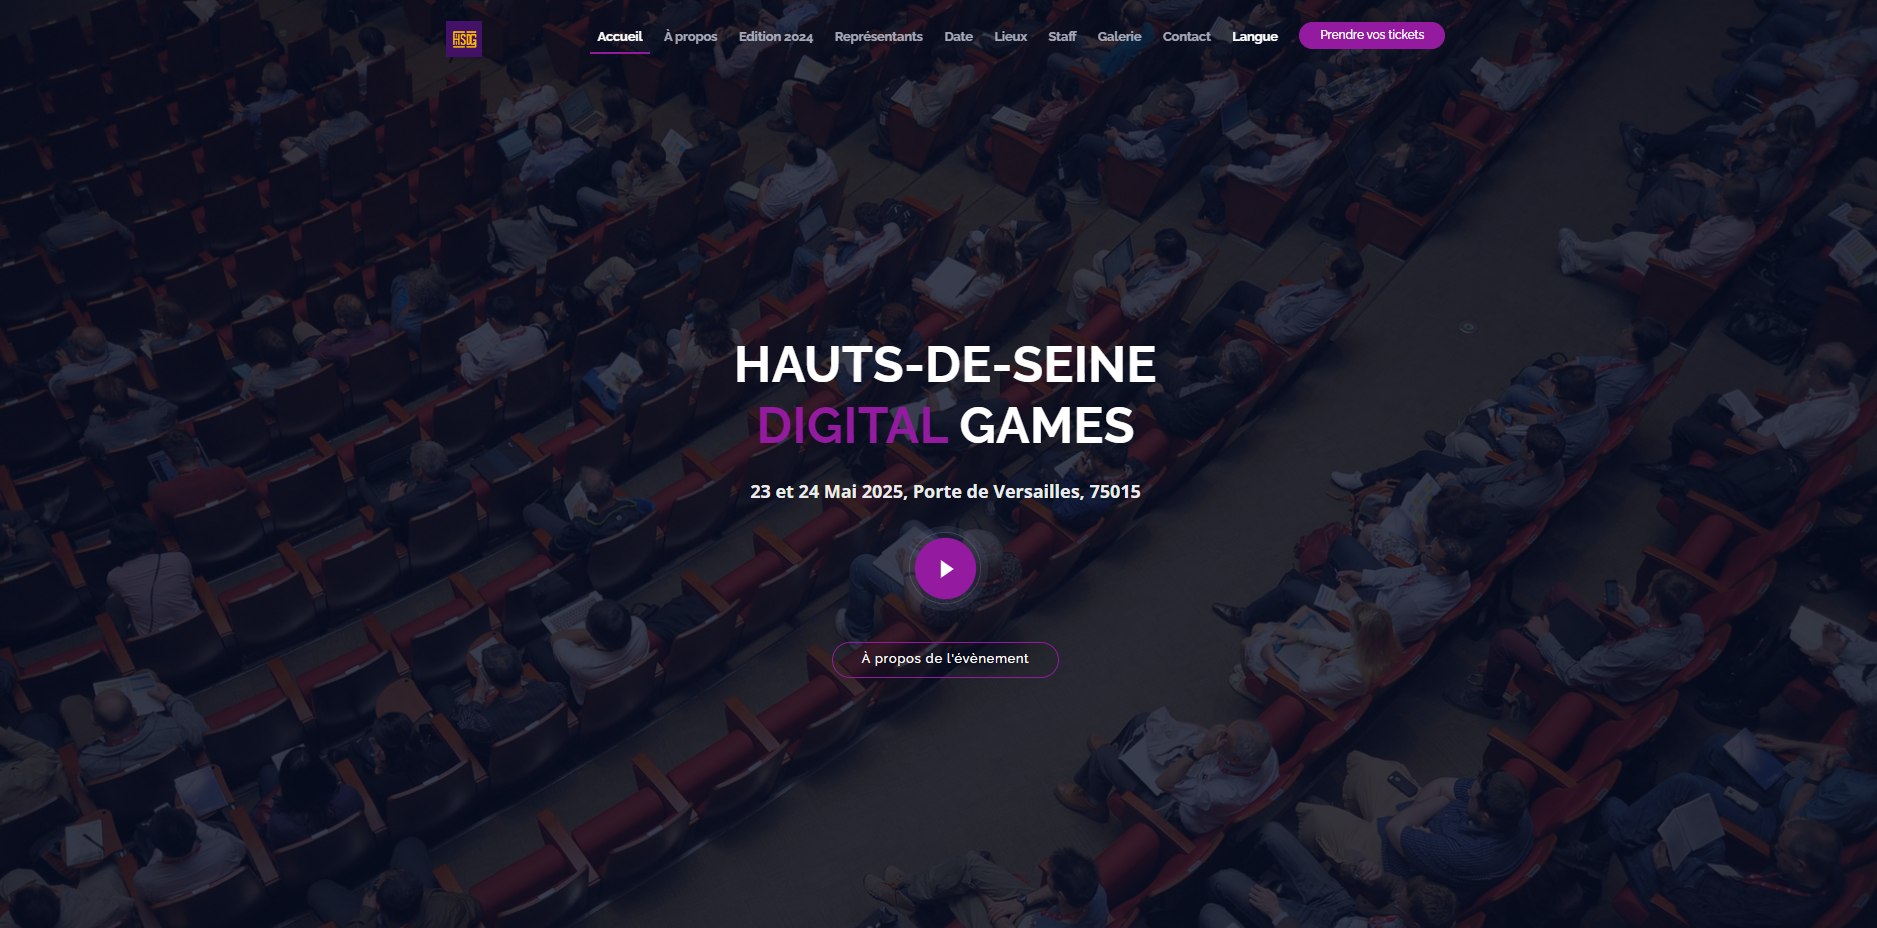 HSDG
Accueil À propos Edition 2024 Représentants Date Lieux Staff Galerie Contact Langue Prendre vos tickets
HAUTS-DE-SEINE
DIGITAL GAMES
23 et 24 Mai 2025, Porte de Versailles, 75015
À propos de l'évènement